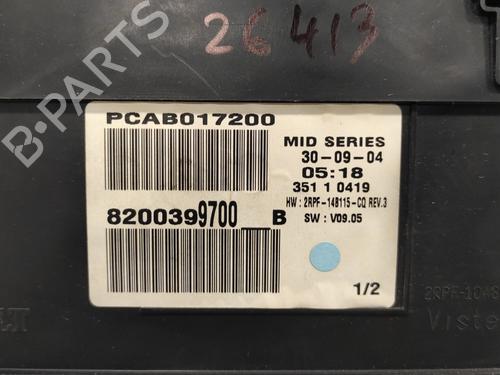 26413
PCAB017200
MID SERIES
30-09-04
05:18
351 1 0419
HW : 2RPF-14B115-CQ REV.3
SW : V09.05
8200399700__B
1/2
B-PARTS